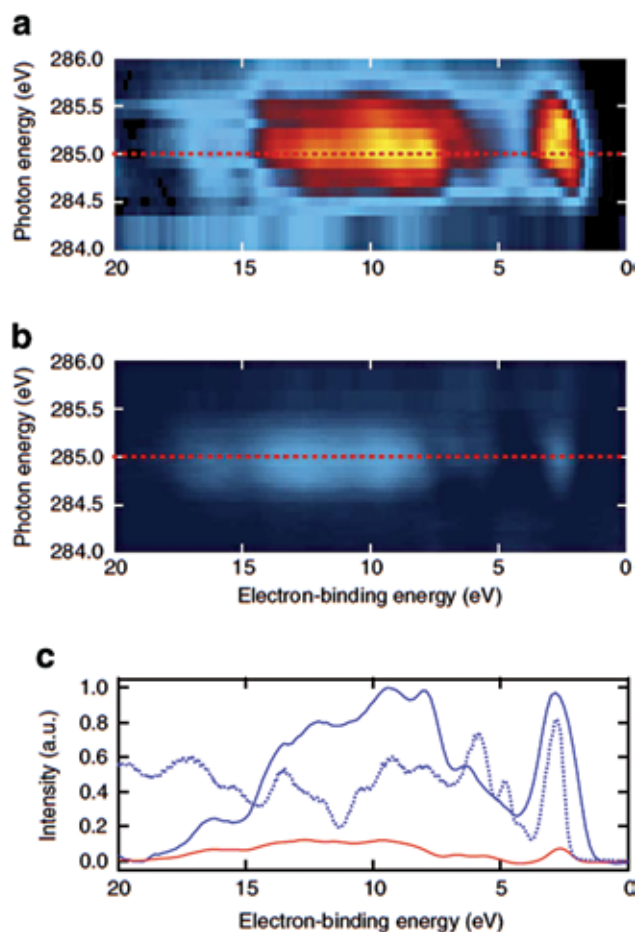 a
286.0
285.5
285.0
284.5
284.0
Photon energy (eV)
20 15 10 5 0
b
286.0
285.5
285.0
284.5
284.0
Photon energy (eV)
20 15 10 5 0
Electron-binding energy (eV)
c
1.0
0.8
0.6
0.4
0.2
0.0
Intensity (a.u.)
20 15 10 5 0
Electron-binding energy (eV)